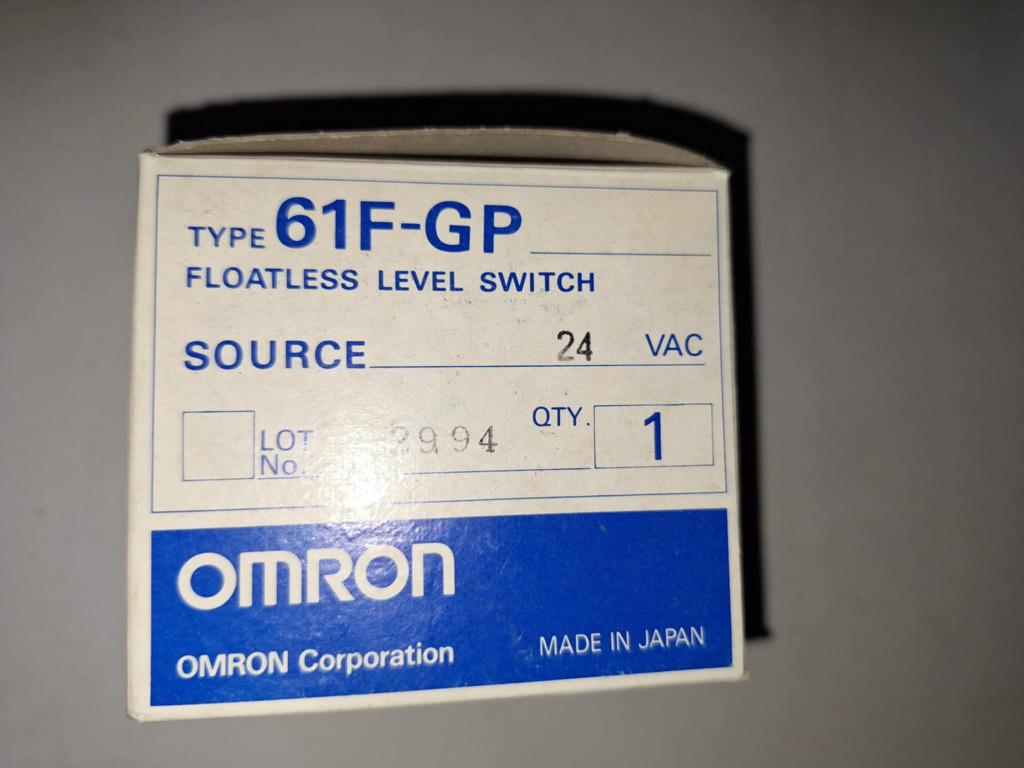 TYPE 61F-GP
FLOATLESS LEVEL SWITCH
SOURCE 24 VAC
LOT No. 2994
QTY. 1
OMRON
OMRON Corporation
MADE IN JAPAN